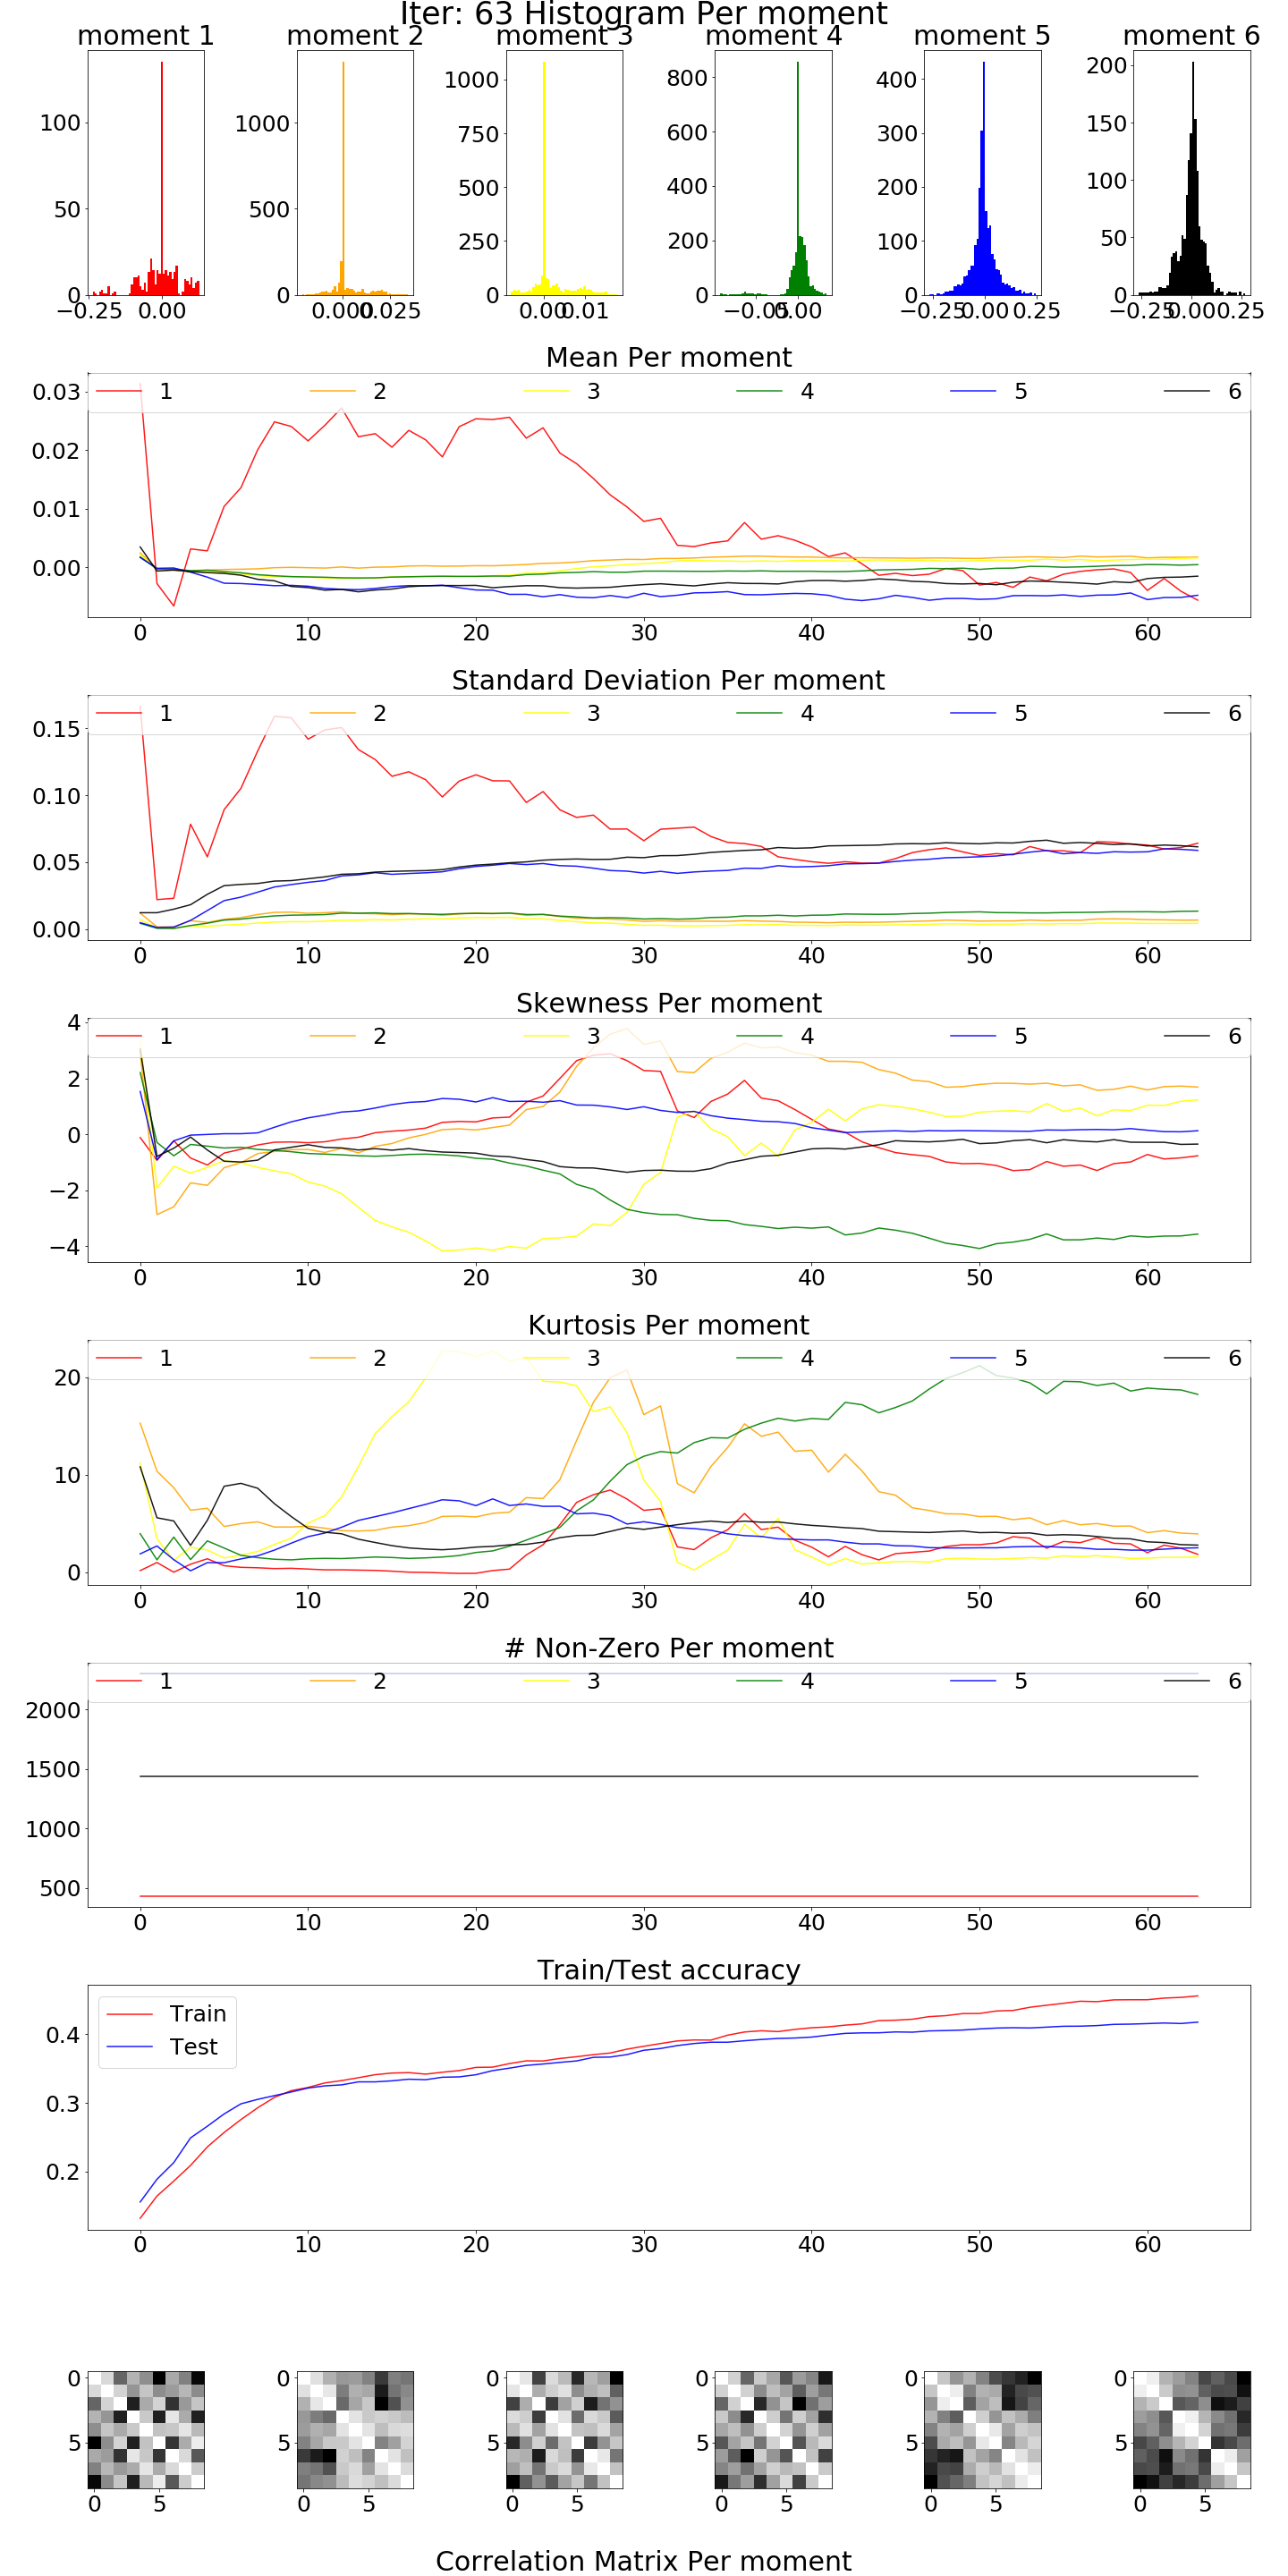 Iter: 63 Histogram Per moment
moment 1 moment 2 moment 3 moment 4 moment 5 moment 6
100
50
0
−0.25 0.00
1000
500
0
0.000 0.025
1000
750
500
250
0
0.00 0.01
800
600
400
200
0
−0.05 0.00
400
300
200
100
0
−0.25 0.00 0.25
200
150
100
50
0
−0.25 0.00 0.25
Mean Per moment
1 2 3 4 5 6
0.03
0.02
0.01
0.00
0 10 20 30 40 50 60
Standard Deviation Per moment
1 2 3 4 5 6
0.15
0.10
0.05
0.00
0 10 20 30 40 50 60
Skewness Per moment
1 2 3 4 5 6
4
2
0
−2
−4
0 10 20 30 40 50 60
Kurtosis Per moment
1 2 3 4 5 6
20
10
0
0 10 20 30 40 50 60
# Non-Zero Per moment
1 2 3 4 5 6
2000
1500
1000
500
0 10 20 30 40 50 60
Train/Test accuracy
Train
Test
0.4
0.3
0.2
0 10 20 30 40 50 60
0 0 0 0 0 0
5 5 5 5 5 5
0 5 0 5 0 5 0 5 0 5 0 5
Correlation Matrix Per moment